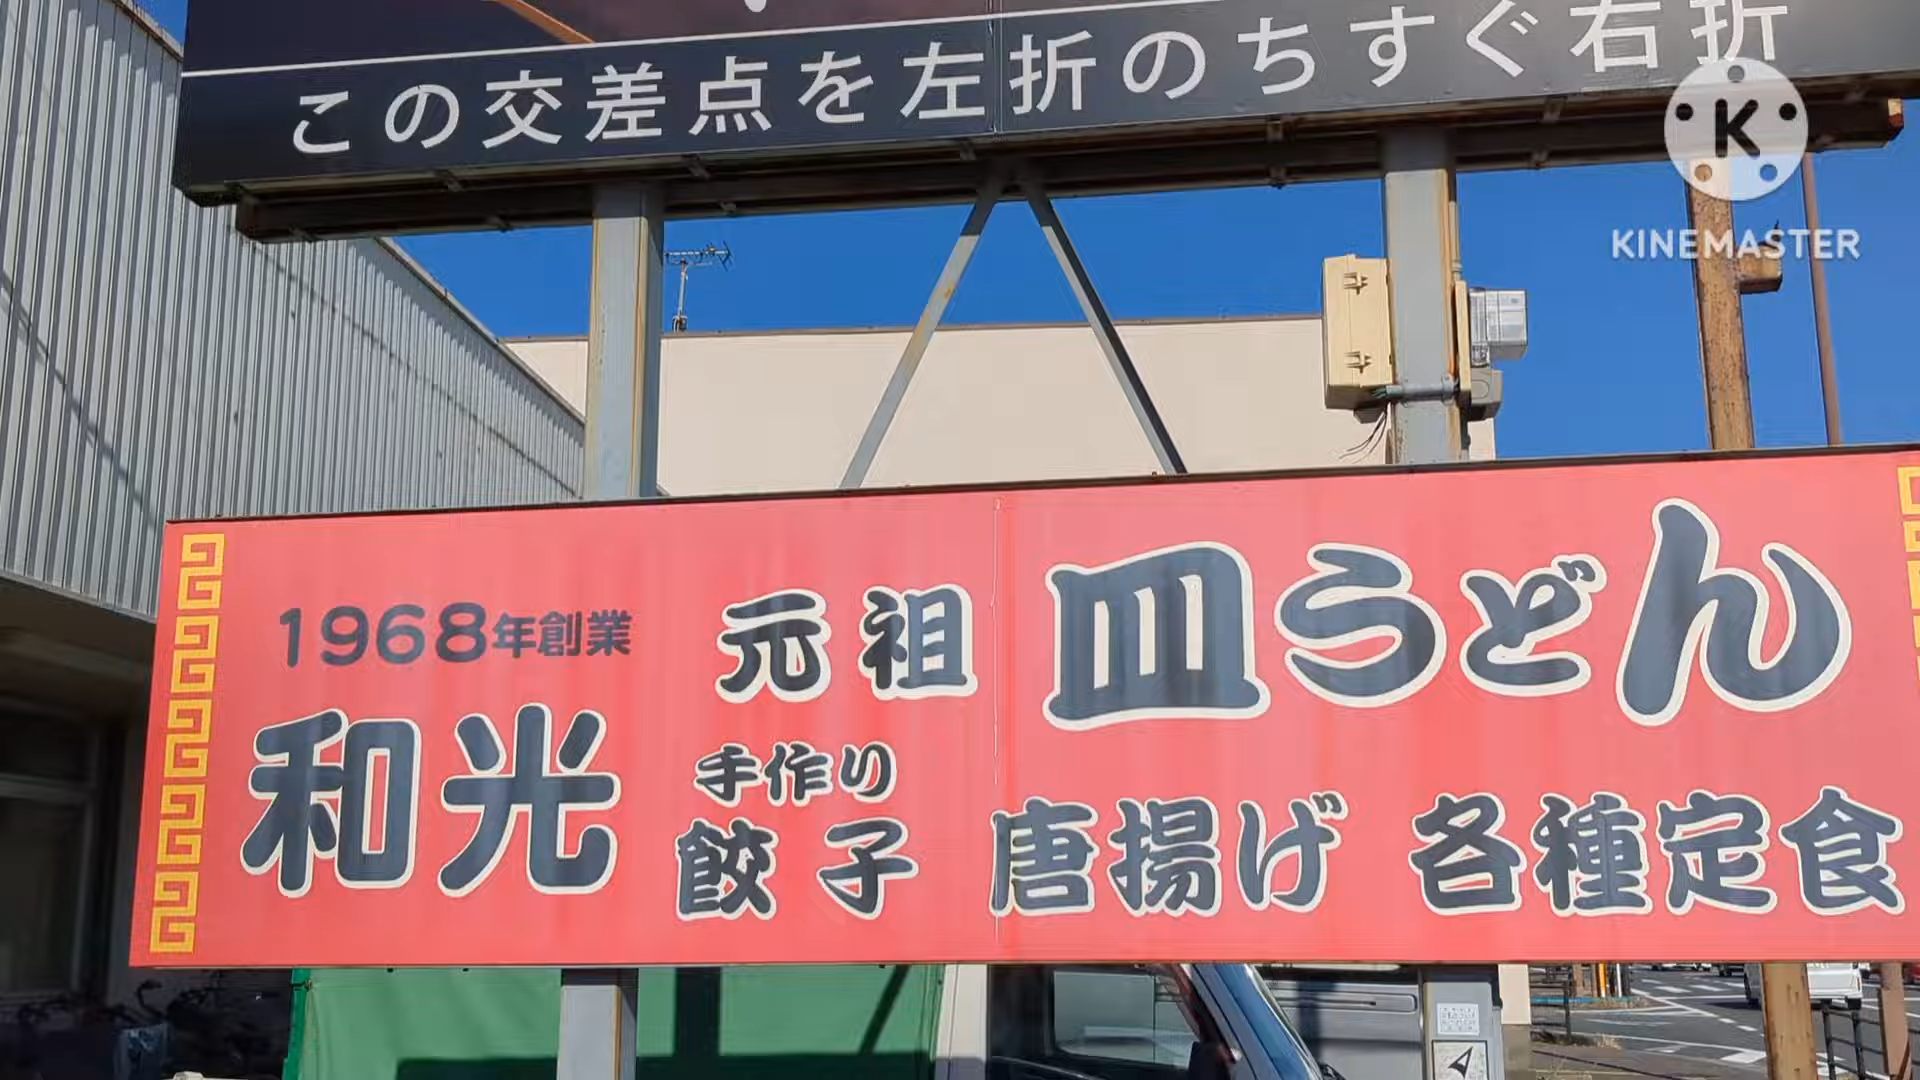 この交差点を左折のちすぐ右折
K
KINEMASTER
1968年創業
和光
元祖 皿うどん
手作り
餃子 唐揚げ 各種定食